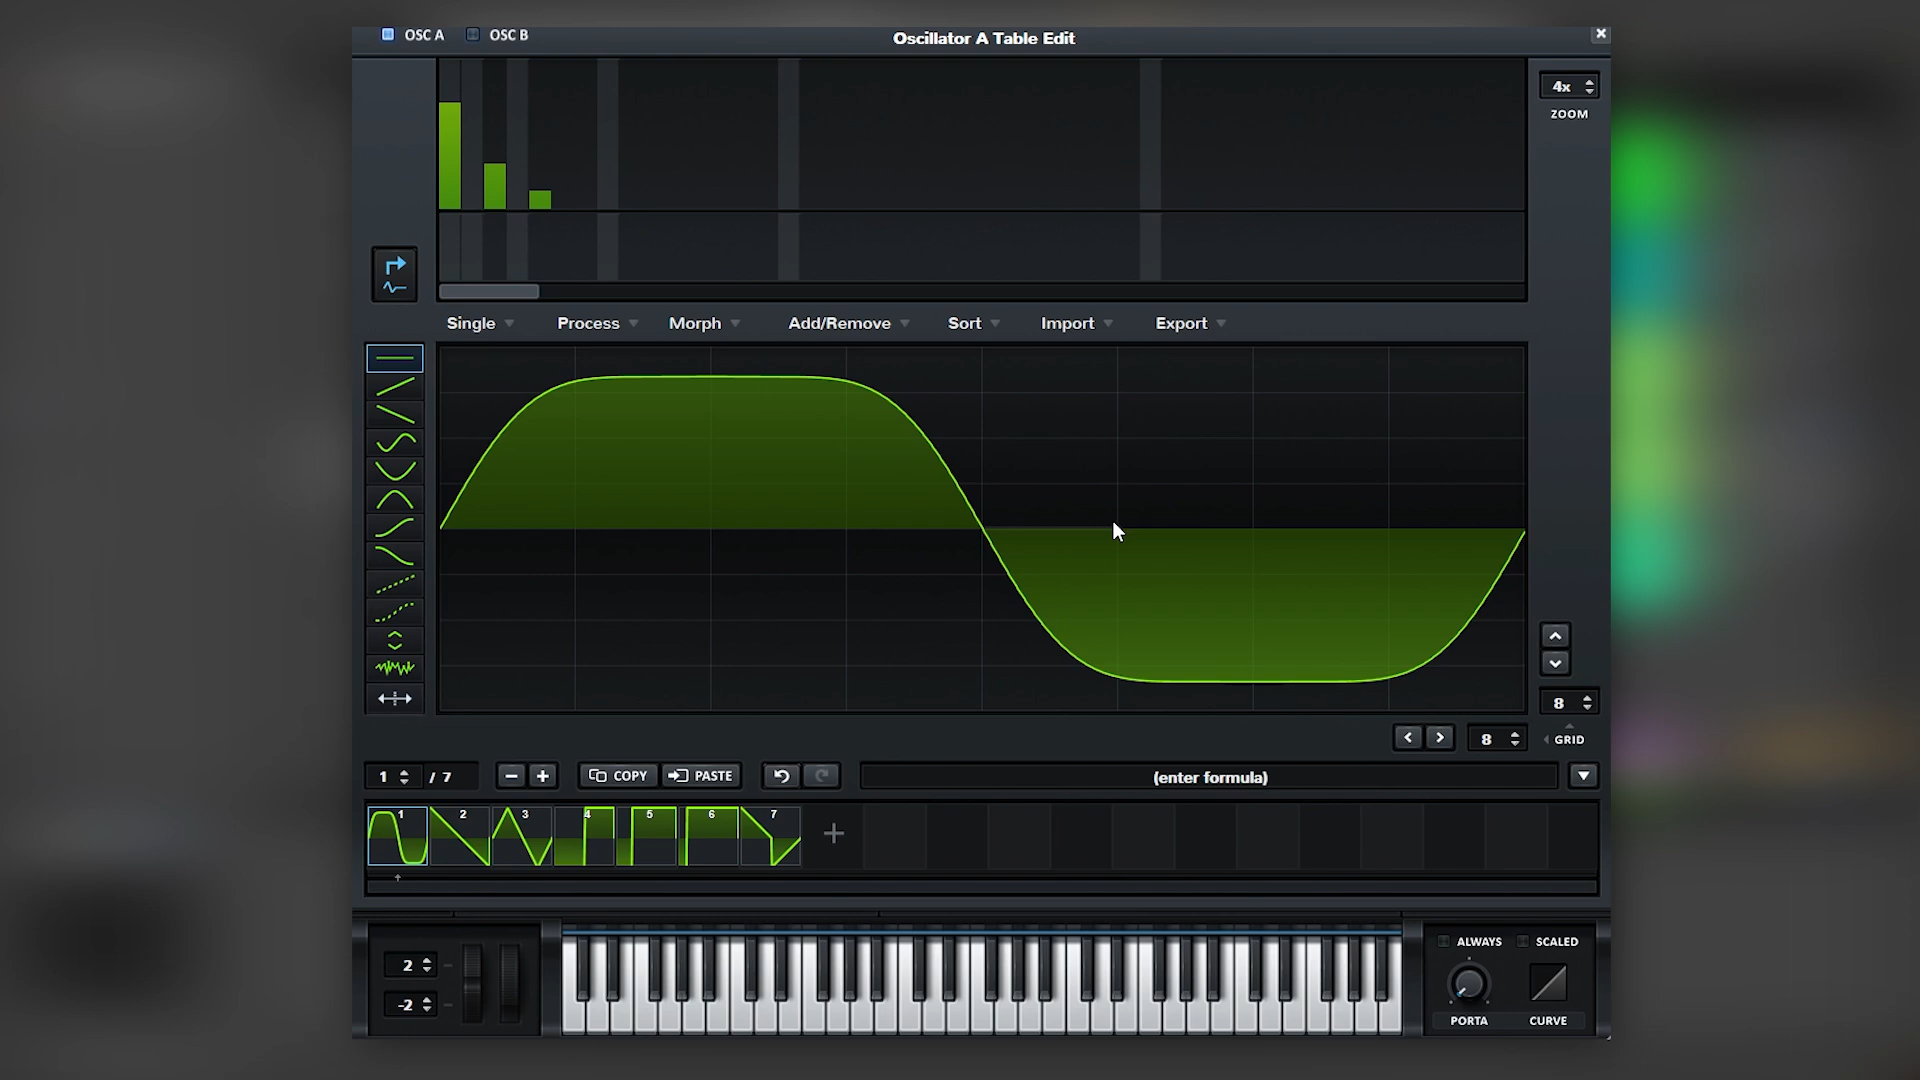 OSC A OSC B Oscillator A Table Edit
4x
ZOOM
Single Process Morph Add/Remove Sort Import Export
8
8 GRID
1 / 7 COPY PASTE (enter formula)
1 2 3 4 5 6 7
ALWAYS SCALED
2
-2
PORTA CURVE